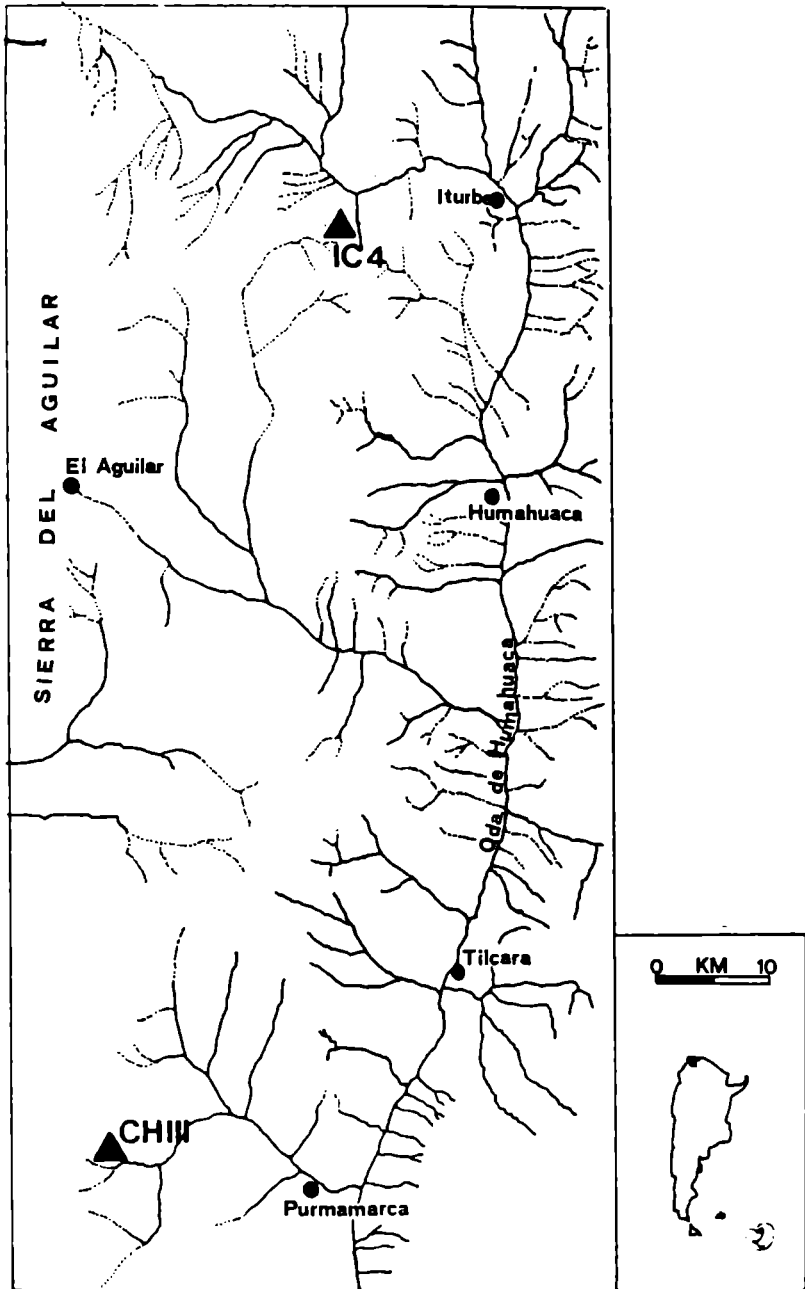 Iturbe
IC4
SIERRA DEL AGUILAR
El Aguilar
Humahuaca
Qda de Humahuaca
Tilcara
0 KM 10
CHIII
Purmamarca